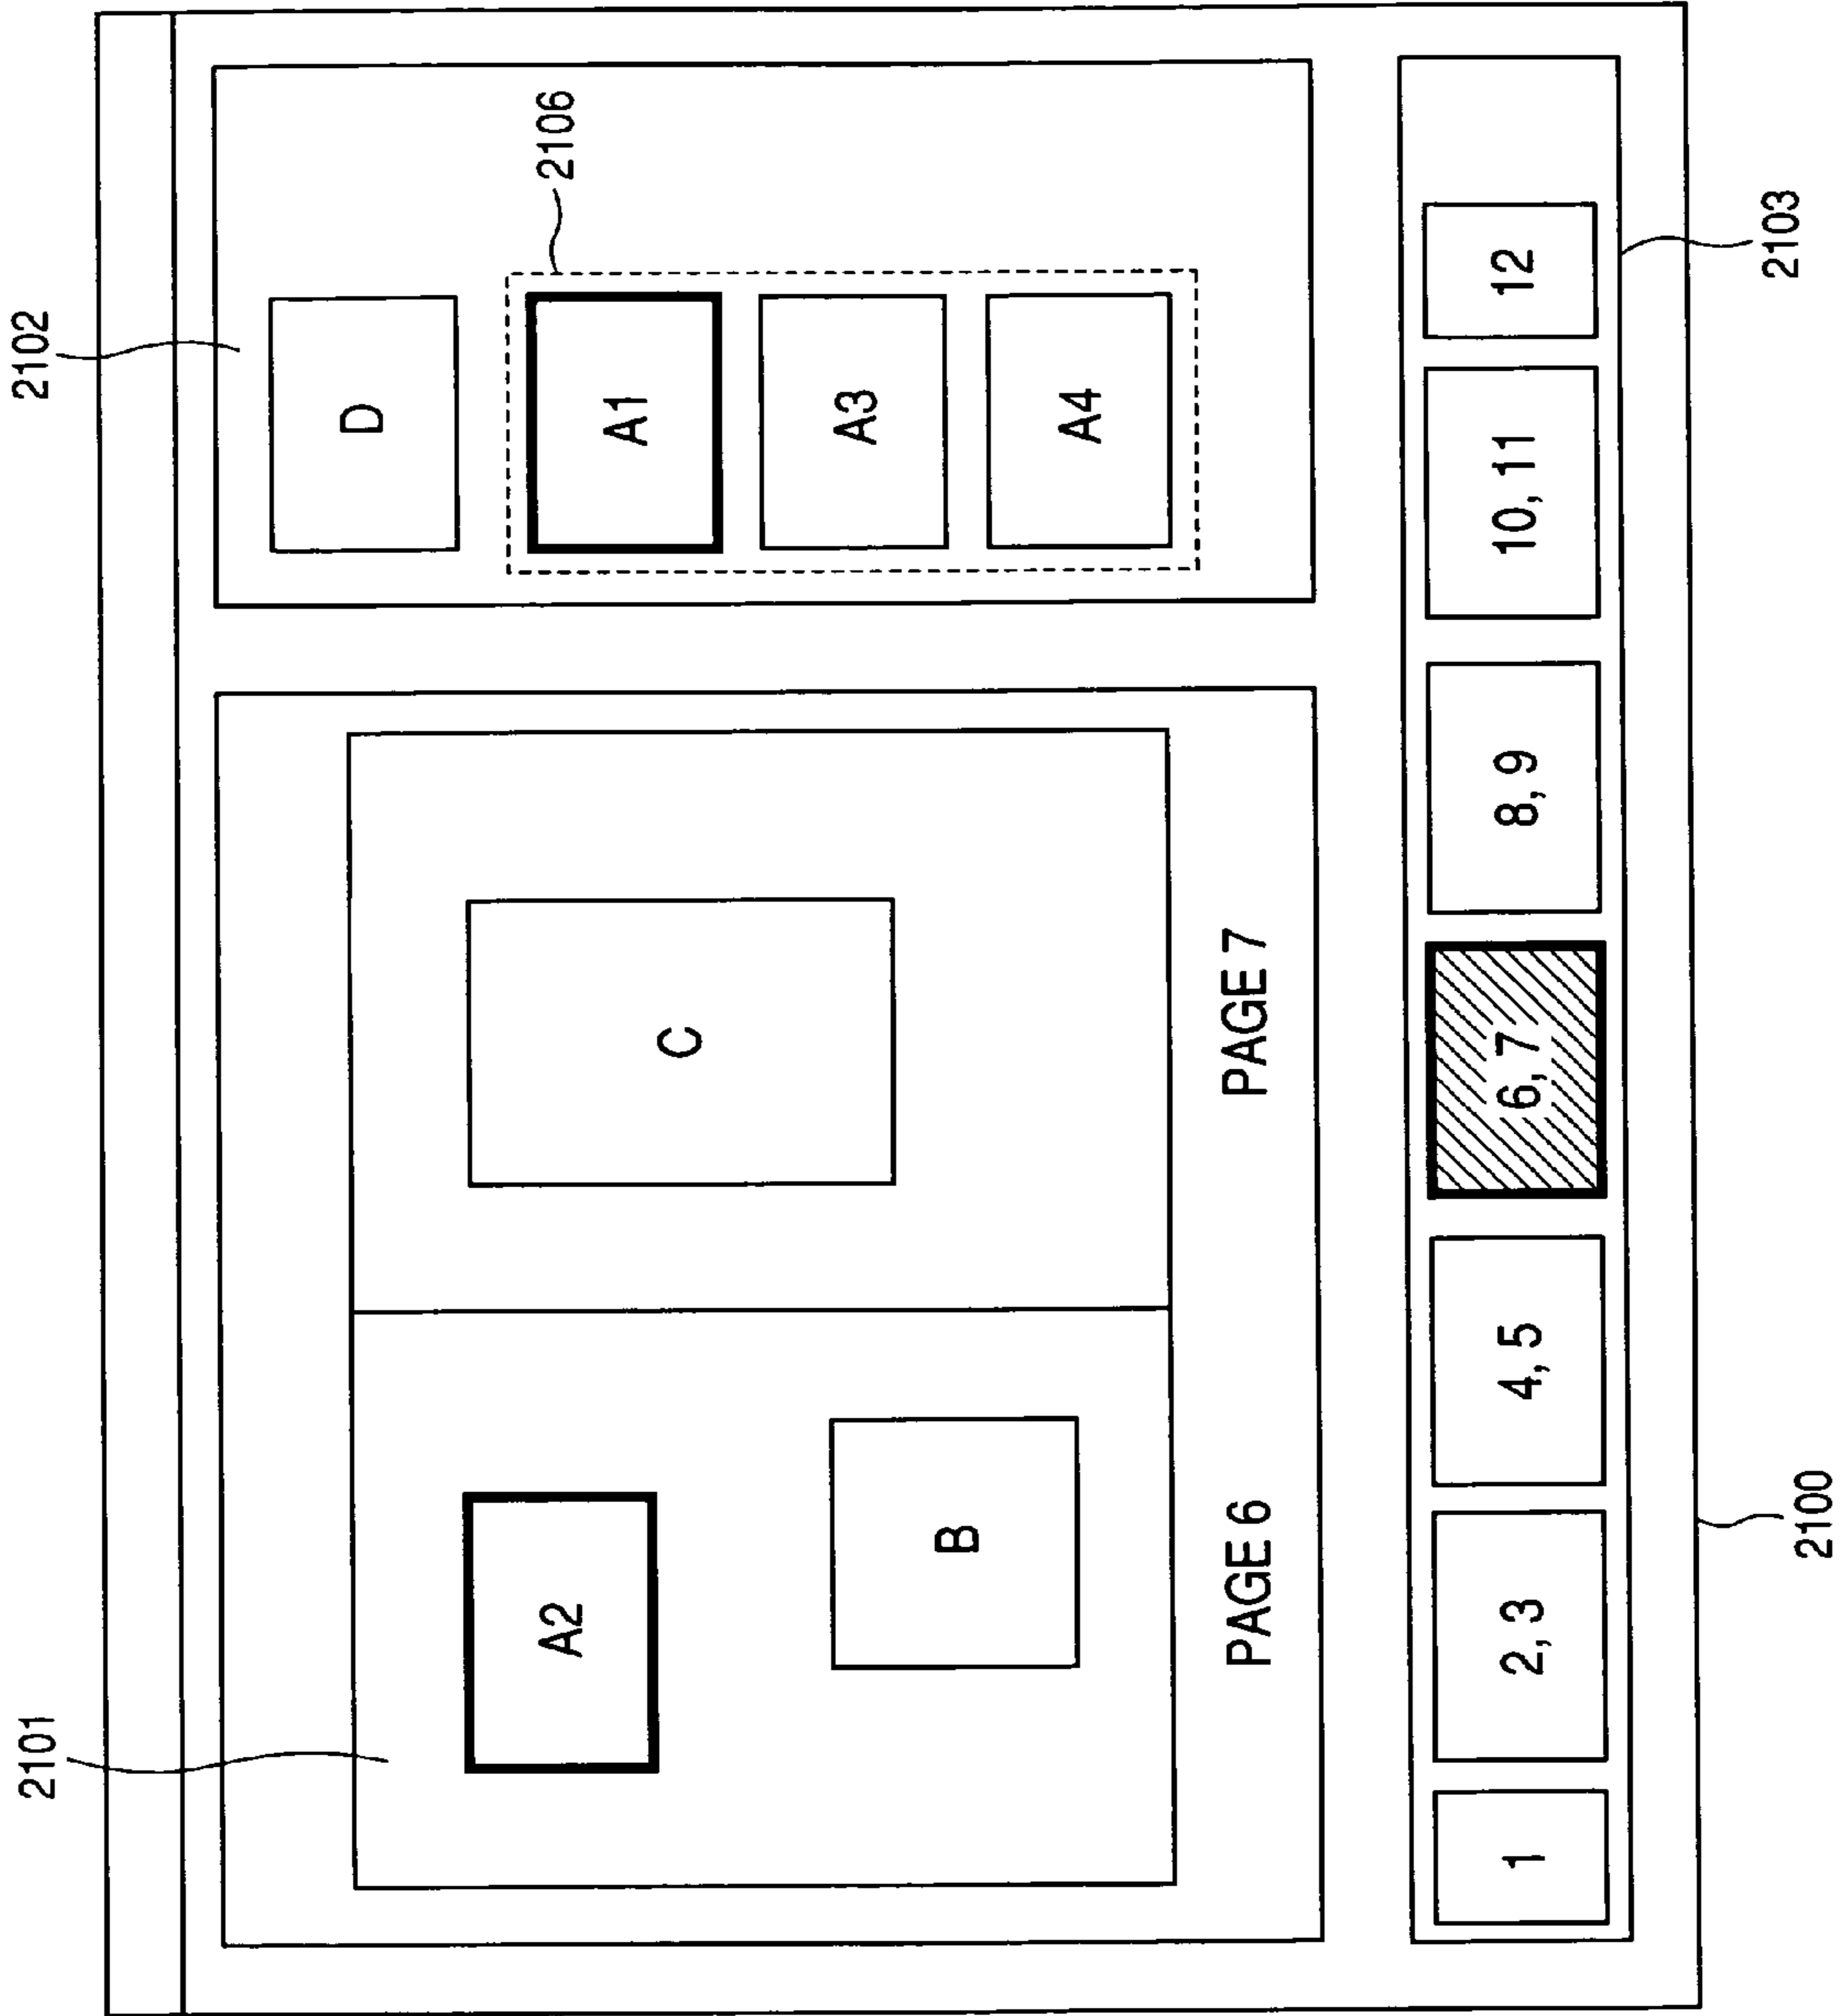 2102
2101
2106
D
A1
A3
A4
A2
B
C
PAGE 6
PAGE 7
1
2, 3
4, 5
6, 7
8, 9
10, 11
12
2100
2103